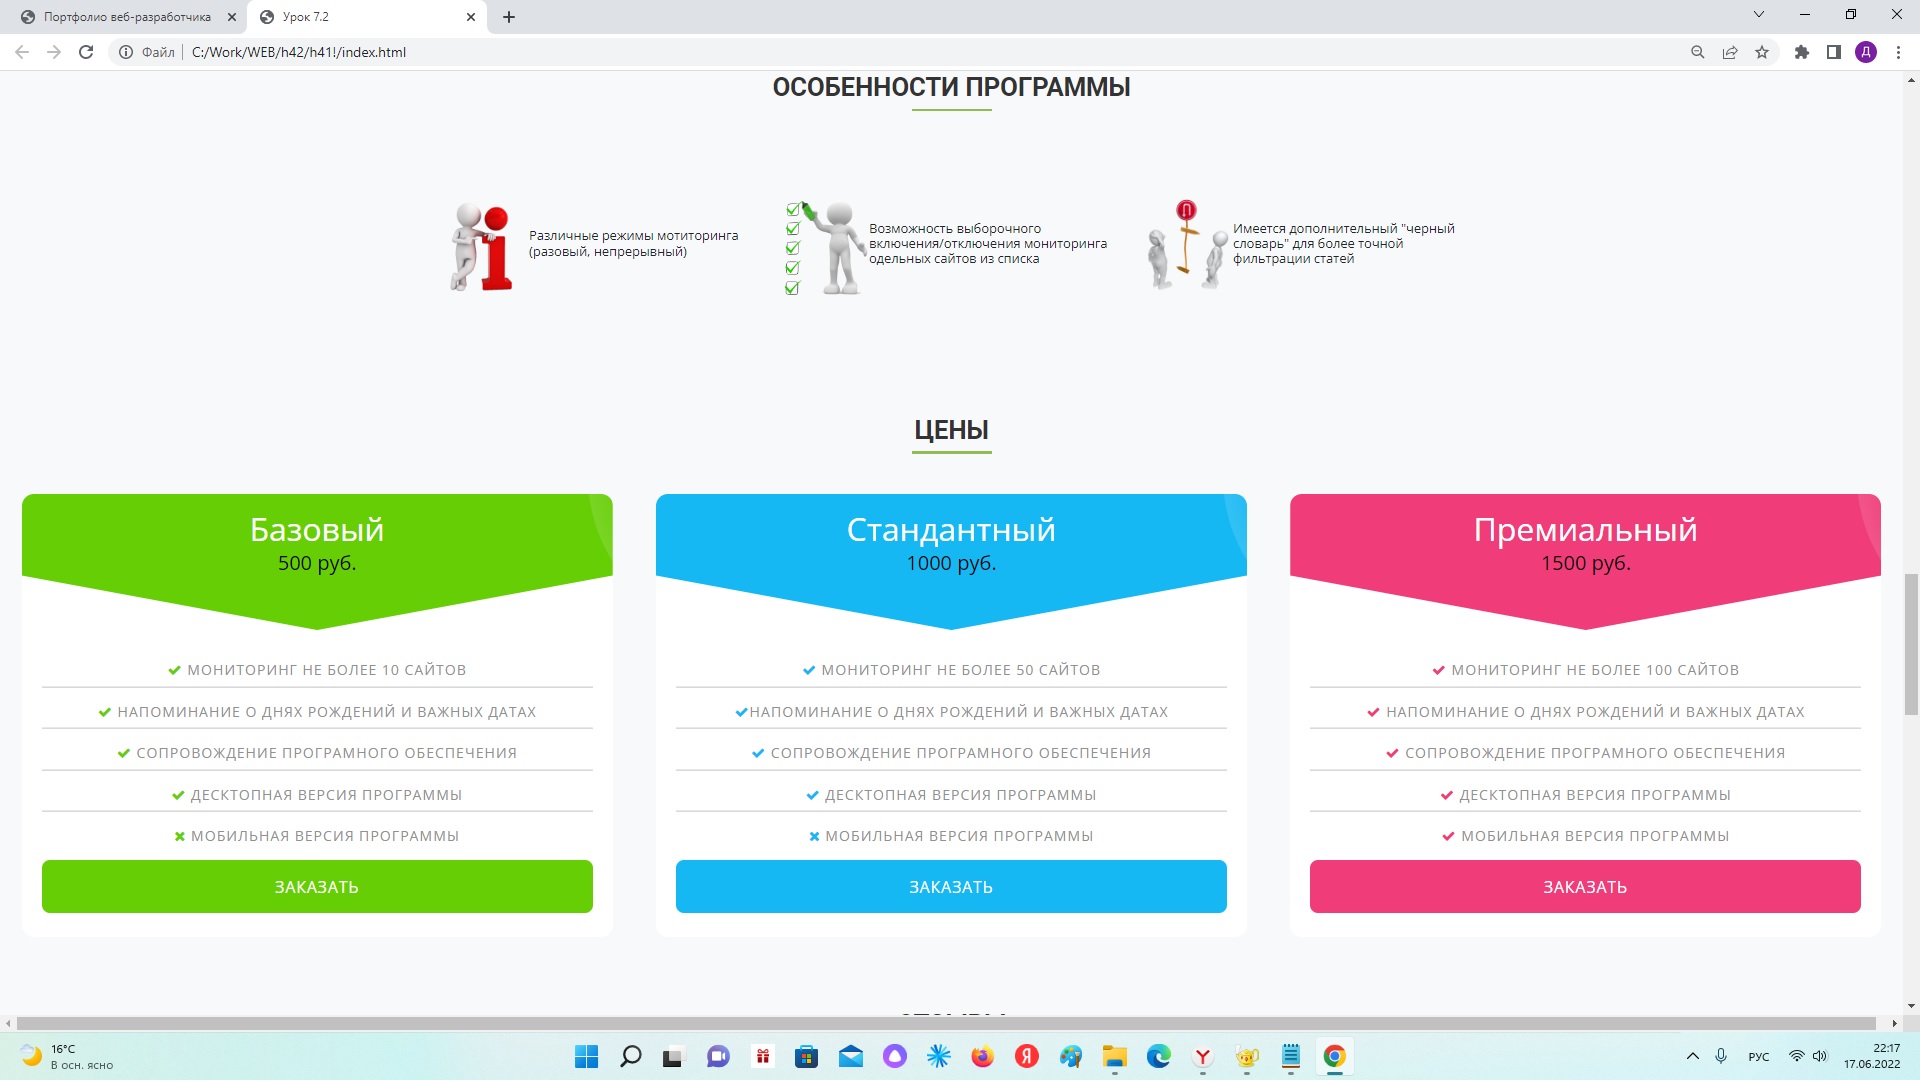 Портфолио веб-разработчика
Урок 7.2
Файл
C:/Work/WEB/h42/h41!/index.html
Д
ОСОБЕННОСТИ ПРОГРАММЫ
Различные режимы мотиторинга
(разовый, непрерывный)
Возможность выборочного
включения/отключения мониторинга
одельных сайтов из списка
Имеется дополнительный "черный
словарь" для более точной
фильтрации статей
ЦЕНЫ
Базовый
500 руб.
МОНИТОРИНГ НЕ БОЛЕЕ 10 САЙТОВ
НАПОМИНАНИЕ О ДНЯХ РОЖДЕНИЙ И ВАЖНЫХ ДАТАХ
СОПРОВОЖДЕНИЕ ПРОГРАМНОГО ОБЕСПЕЧЕНИЯ
ДЕСКТОПНАЯ ВЕРСИЯ ПРОГРАММЫ
МОБИЛЬНАЯ ВЕРСИЯ ПРОГРАММЫ
ЗАКАЗАТЬ
Стандантный
1000 руб.
МОНИТОРИНГ НЕ БОЛЕЕ 50 САЙТОВ
НАПОМИНАНИЕ О ДНЯХ РОЖДЕНИЙ И ВАЖНЫХ ДАТАХ
СОПРОВОЖДЕНИЕ ПРОГРАМНОГО ОБЕСПЕЧЕНИЯ
ДЕСКТОПНАЯ ВЕРСИЯ ПРОГРАММЫ
МОБИЛЬНАЯ ВЕРСИЯ ПРОГРАММЫ
ЗАКАЗАТЬ
Премиальный
1500 руб.
МОНИТОРИНГ НЕ БОЛЕЕ 100 САЙТОВ
НАПОМИНАНИЕ О ДНЯХ РОЖДЕНИЙ И ВАЖНЫХ ДАТАХ
СОПРОВОЖДЕНИЕ ПРОГРАМНОГО ОБЕСПЕЧЕНИЯ
ДЕСКТОПНАЯ ВЕРСИЯ ПРОГРАММЫ
МОБИЛЬНАЯ ВЕРСИЯ ПРОГРАММЫ
ЗАКАЗАТЬ
16°C
В осн. ясно
РУС
22:17
17.06.2022